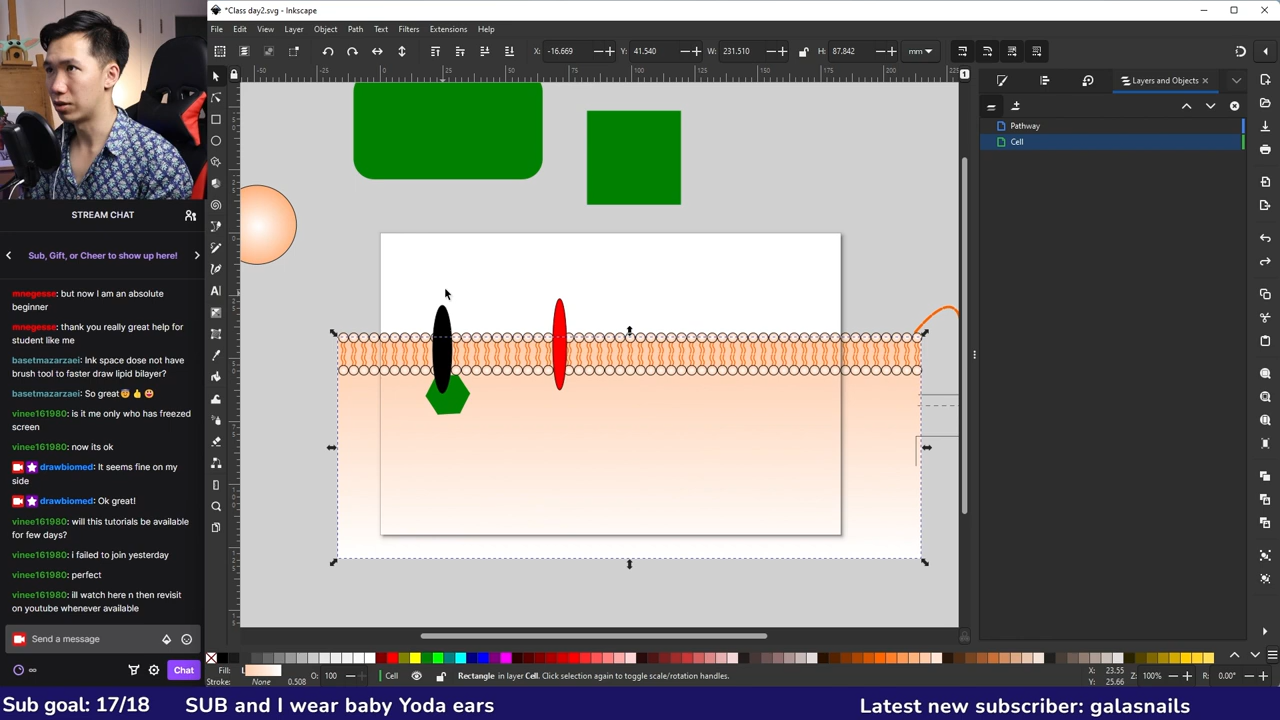 *Class day2.svg - Inkscape
File Edit View Layer Object Path Text Filters Extensions Help
X: -16.669 Y: 41.540 W: 231.510 H: 87.842 mm
Layers and Objects
Pathway
Cell
STREAM CHAT
Sub, Gift, or Cheer to show up here!
mnegesse: but now I am an absolute
beginner
mnegesse: thank you really great help for
student like me
basetmazarzaei: Ink space dose not have
brush tool to faster draw lipid bilayer?
basetmazarzaei: So great
vinee161980: is it me only who has freezed
screen
vinee161980: now its ok
drawbiomed: It seems fine on my
side
drawbiomed: Ok great!
vinee161980: will this tutorials be available
for few days?
vinee161980: i failed to join yesterday
vinee161980: perfect
vinee161980: ill watch here n then revisit
on youtube whenever available
Send a message
Chat
Fill:
Stroke: None 0.508 O: 100 Cell Rectangle in layer Cell. Click selection again to toggle scale/rotation handles.
X: 23.55
Y: 25.66
Z: 100% R: 0.00°
Sub goal: 17/18 SUB and I wear baby Yoda ears Latest new subscriber: galasnails